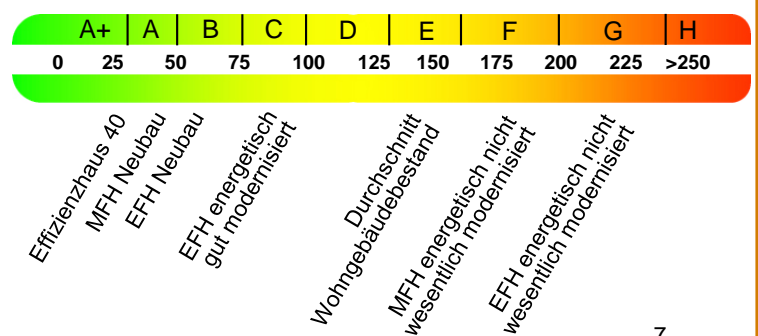 A+ A B C D E F G H
0 25 50 75 100 125 150 175 200 225 >250
Effizienzhaus 40
MFH Neubau
EFH Neubau
EFH energetisch
gut modernisiert
Durchschnitt
Wohngebäudebestand
MFH energetisch nicht
wesentlich modernisiert
EFH energetisch nicht
wesentlich modernisiert
7